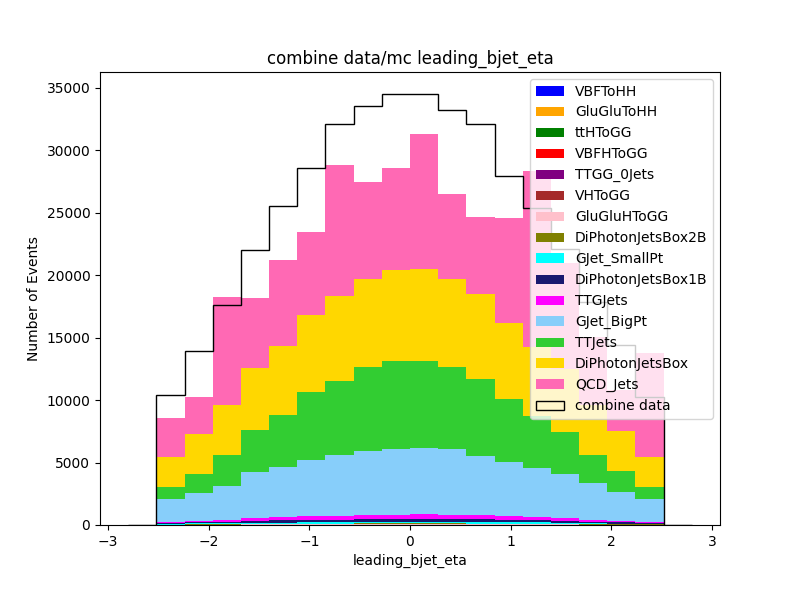 combine data/mc leading_bjet_eta
35000
30000
25000
20000
15000
10000
5000
0
Number of Events
−3
−2
−1
0
1
2
3
leading_bjet_eta
VBFToHH
GluGluToHH
ttHToGG
VBFHToGG
TTGG_0Jets
VHToGG
GluGluHToGG
DiPhotonJetsBox2B
GJet_SmallPt
DiPhotonJetsBox1B
TTGJets
GJet_BigPt
TTJets
DiPhotonJetsBox
QCD_Jets
combine data